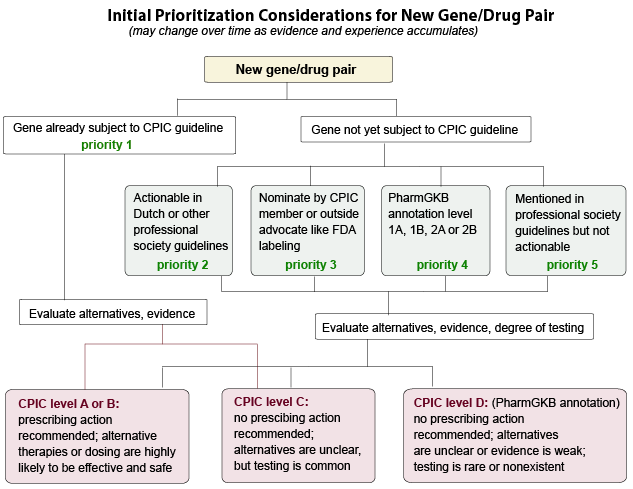 Initial Prioritization Considerations for New Gene/Drug Pair
(may change over time as evidence and experience accumulates)
New gene/drug pair
Gene already subject to CPIC guideline
priority 1
Gene not yet subject to CPIC guideline
Actionable in
Dutch or other
professional
society guidelines
priority 2
Nominate by CPIC
member or outside
advocate like FDA
labeling
priority 3
PharmGKB
annotation level
1A, 1B, 2A or 2B
priority 4
Mentioned in
professional society
guidelines but not
actionable
priority 5
Evaluate alternatives, evidence
Evaluate alternatives, evidence, degree of testing
CPIC level A or B:
prescribing action
recommended; alternative
therapies or dosing are highly
likely to be effective and safe
CPIC level C:
no prescibing action
recommended;
alternatives are unclear,
but testing is common
CPIC level D: (PharmGKB annotation)
no prescibing action
recommended; alternatives
are unclear or evidence is weak;
testing is rare or nonexistent